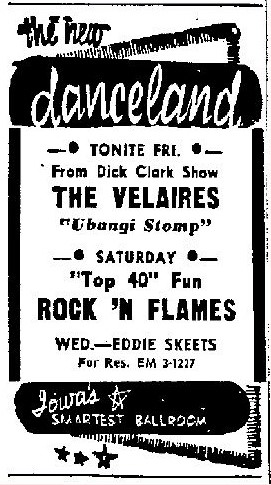 the new
danceland
—• TONITE FRI. •—
From Dick Clark Show
THE VELAIRES
"Ubangi Stomp"
—• SATURDAY •—
"Top 40" Fun
ROCK 'N FLAMES
WED.—EDDIE SKEETS
For Res. EM 3-1227
Iowa's
SMARTEST BALLROOM